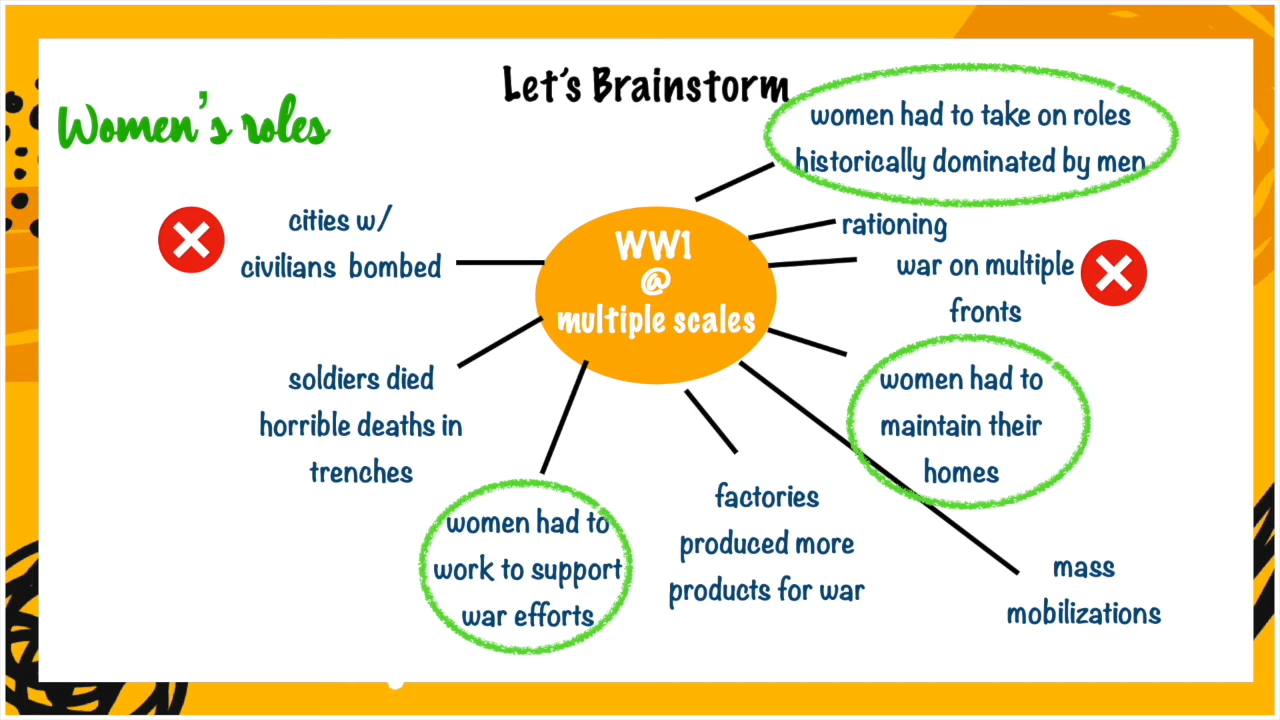 Let's Brainstorm
Women's roles
women had to take on roles
historically dominated by men
cities w/
civilians bombed
WW1
@
multiple scales
rationing
war on multiple
fronts
soldiers died
horrible deaths in
trenches
women had to
maintain their
homes
women had to
work to support
war efforts
factories
produced more
products for war
mass
mobilizations